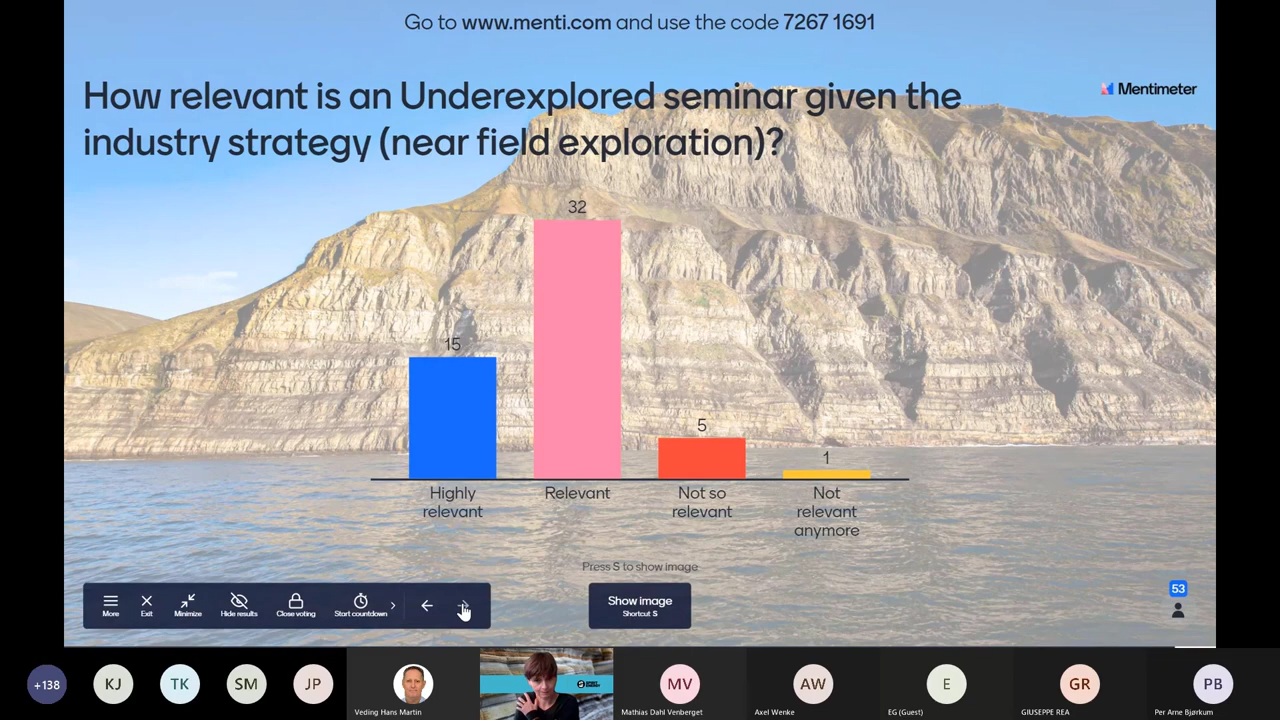 Go to www.menti.com and use the code 7267 1691
How relevant is an Underexplored seminar given the
industry strategy (near field exploration)?
Mentimeter
32
15
5
1
Highly
relevant
Relevant
Not so
relevant
Not
relevant
anymore
Press S to show image
More
Exit
Minimize
Hide results
Close voting
Start countdown
Show image
Shortcut S
53
+138
KJ
TK
SM
JP
Veding Hans Martin
MV
Mathias Dahl Venberget
AW
Axel Wenke
E
EG (Guest)
GR
GIUSEPPE REA
PB
Per Arne Bjørkum